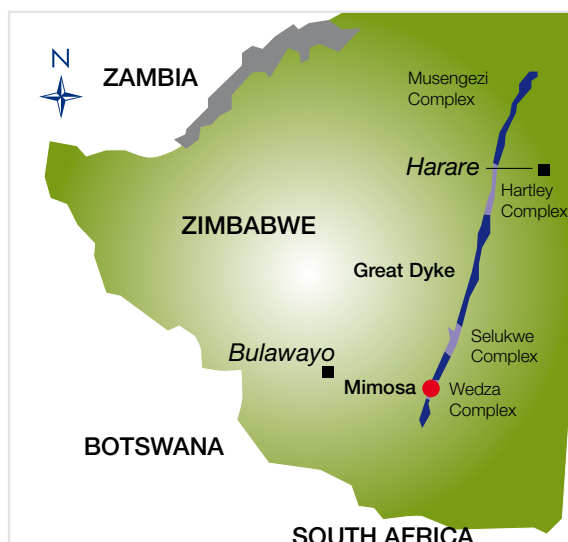 N
ZAMBIA
Musengezi
Complex
Harare
Hartley
Complex
ZIMBABWE
Great Dyke
Selukwe
Complex
Bulawayo
Mimosa
Wedza
Complex
BOTSWANA
SOUTH AFRICA